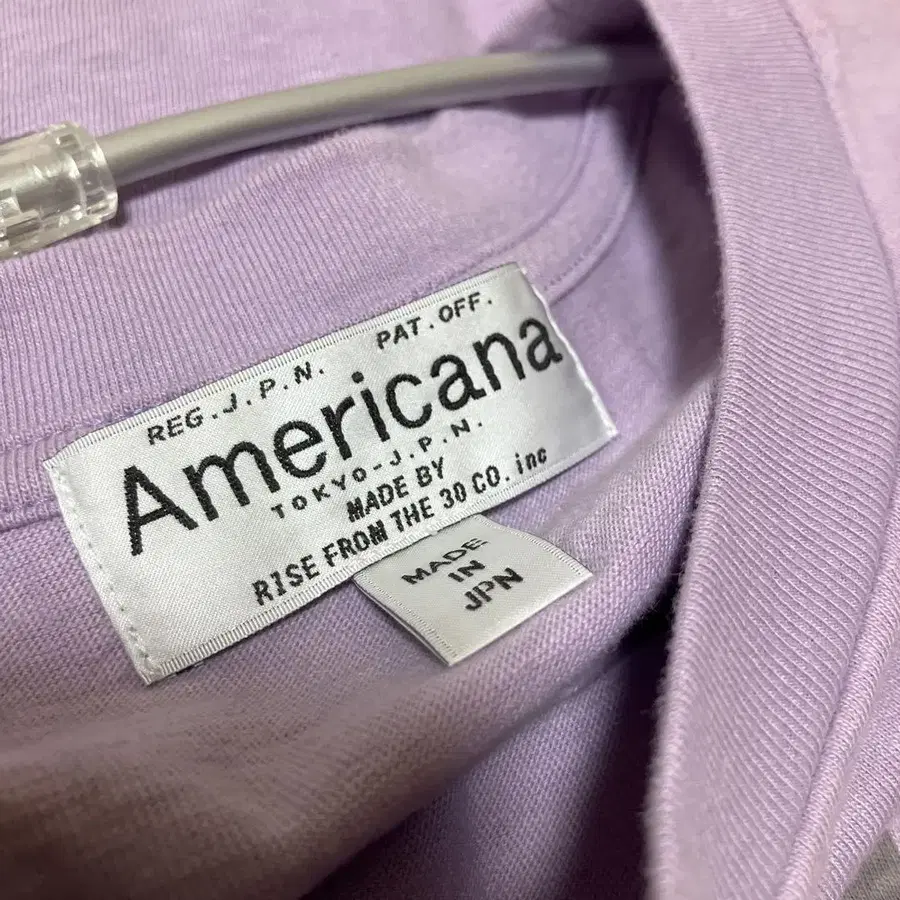 REG.J.P.N. PAT.OFF.
Americana
TOKYO-J.P.N.
MADE BY
RISE FROM THE 30 CO. inc
MADE
IN
JPN